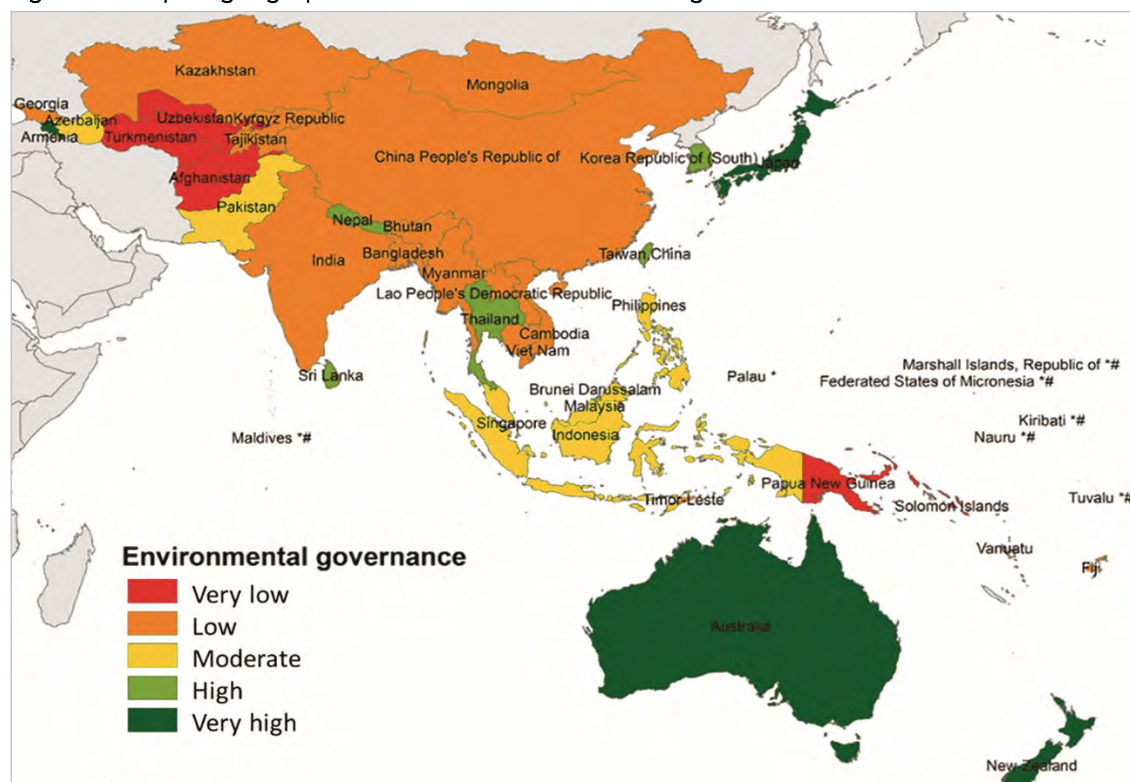 Kazakhstan
Mongolia
Georgia
Azerbaijan
Uzbekistan
Kyrgyz Republic
Armenia
Turkmenistan
Tajikistan
China People's Republic of
Korea Republic of (South)
Japan
Afghanistan
Pakistan
Nepal
Bhutan
Taiwan,China
India
Bangladesh
Myanmar
Lao People's Democratic Republic
Philippines
Thailand
Cambodia
Viet Nam
Sri Lanka
Marshall Islands, Republic of *#
Palau *
Federated States of Micronesia *#
Brunei Darussalam
Malaysia
Kiribati *#
Singapore
Indonesia
Nauru *#
Maldives *#
Papua New Guinea
Timor-Leste
Solomon Islands
Tuvalu *#
Vanuatu
Fiji
Environmental governance
Very low
Low
Moderate
High
Very high
Australia
New Zealand